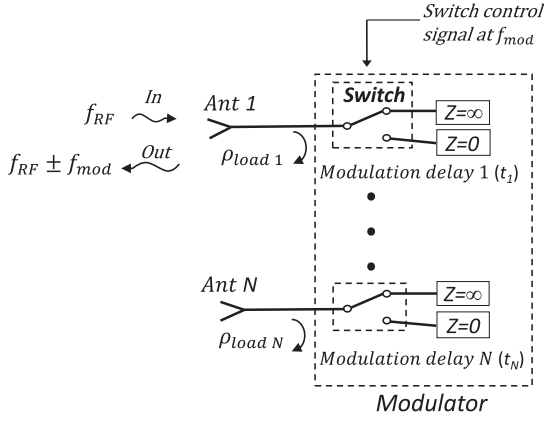 Switch control
signal at f_mod
In
f_RF
Out
f_RF ± f_mod
Ant 1
ρ_load 1
Switch
Z=∞
Z=0
Modulation delay 1 (t_1)
Ant N
ρ_load N
Z=∞
Z=0
Modulation delay N (t_N)
Modulator